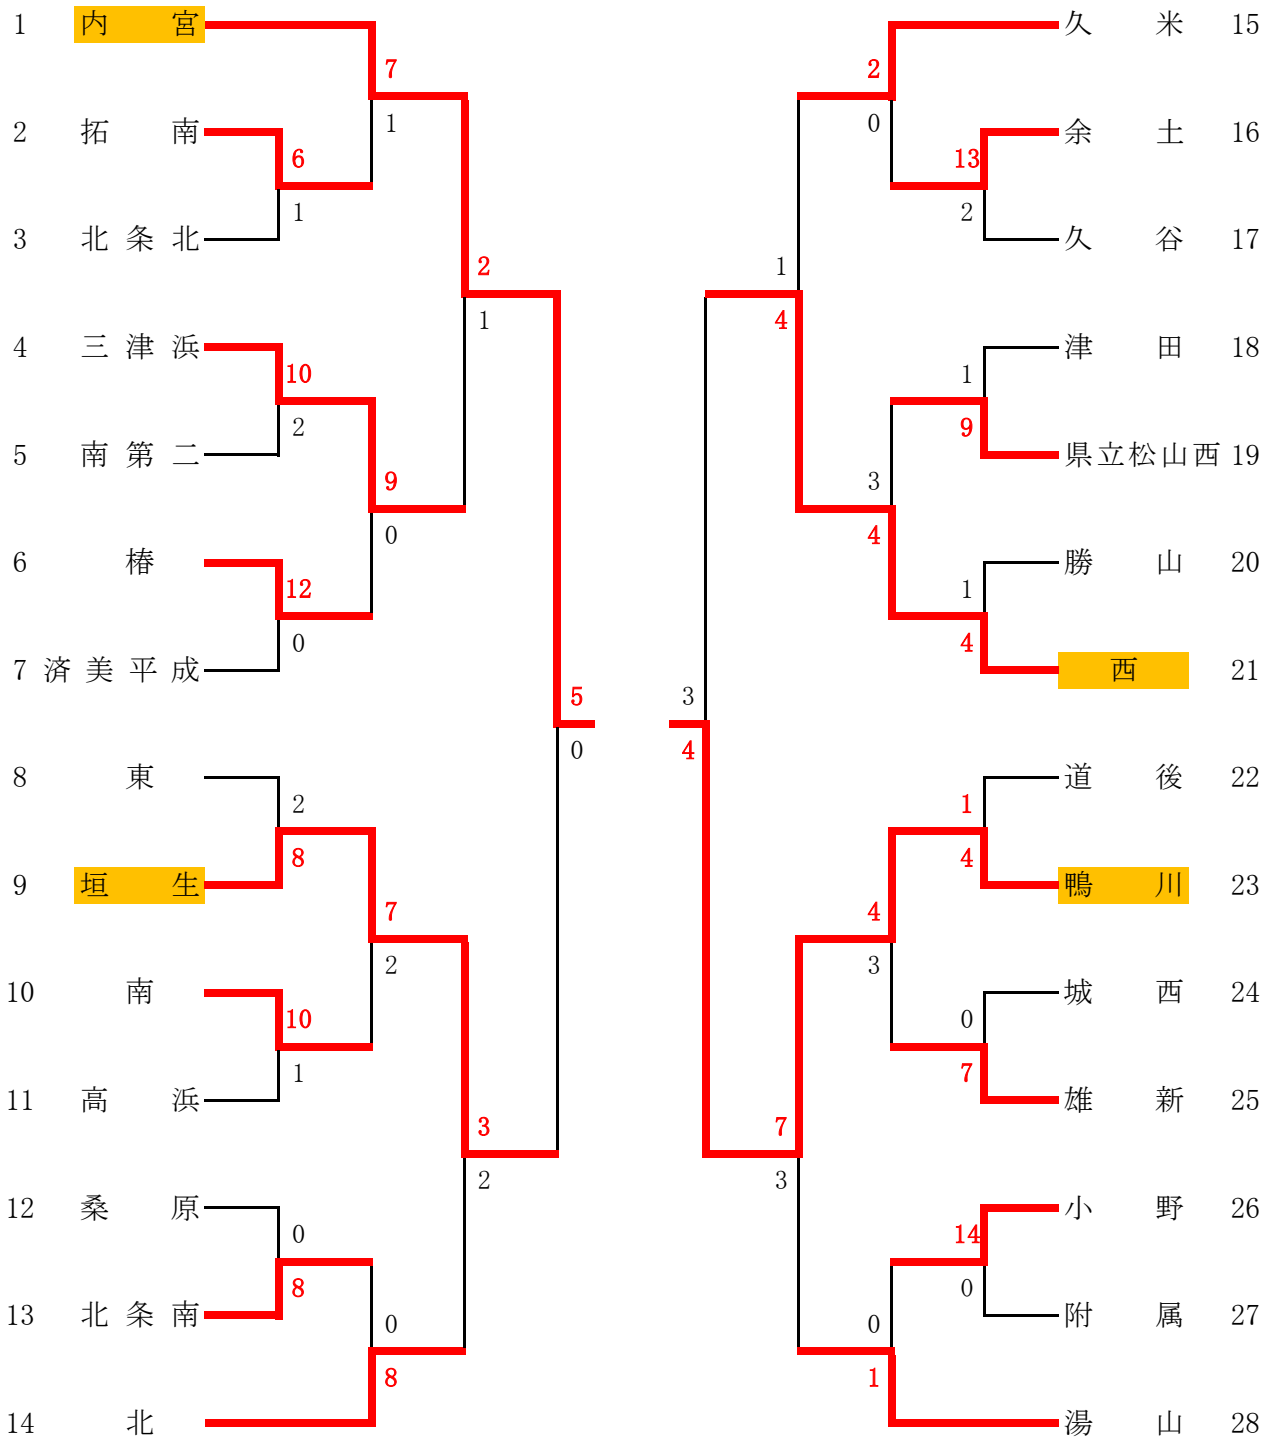 1 内宮
7
2 拓南
1
6
1
3 北条北
2
1
4 三津浜
10
2
5 南第二
9
0
6 椿
12
0
7 済美平成
5
0
8 東
2
8
9 垣生
7
2
10 南
10
1
11 高浜
3
2
12 桑原
0
8
13 北条南
0
8
14 北
久米 15
2
0
余土 16
13
2
久谷 17
1
4
津田 18
1
9
県立松山西 19
3
4
勝山 20
1
4
西 21
3
4
道後 22
1
4
鴨川 23
4
3
城西 24
0
7
雄新 25
7
3
小野 26
14
0
附属 27
0
1
湯山 28